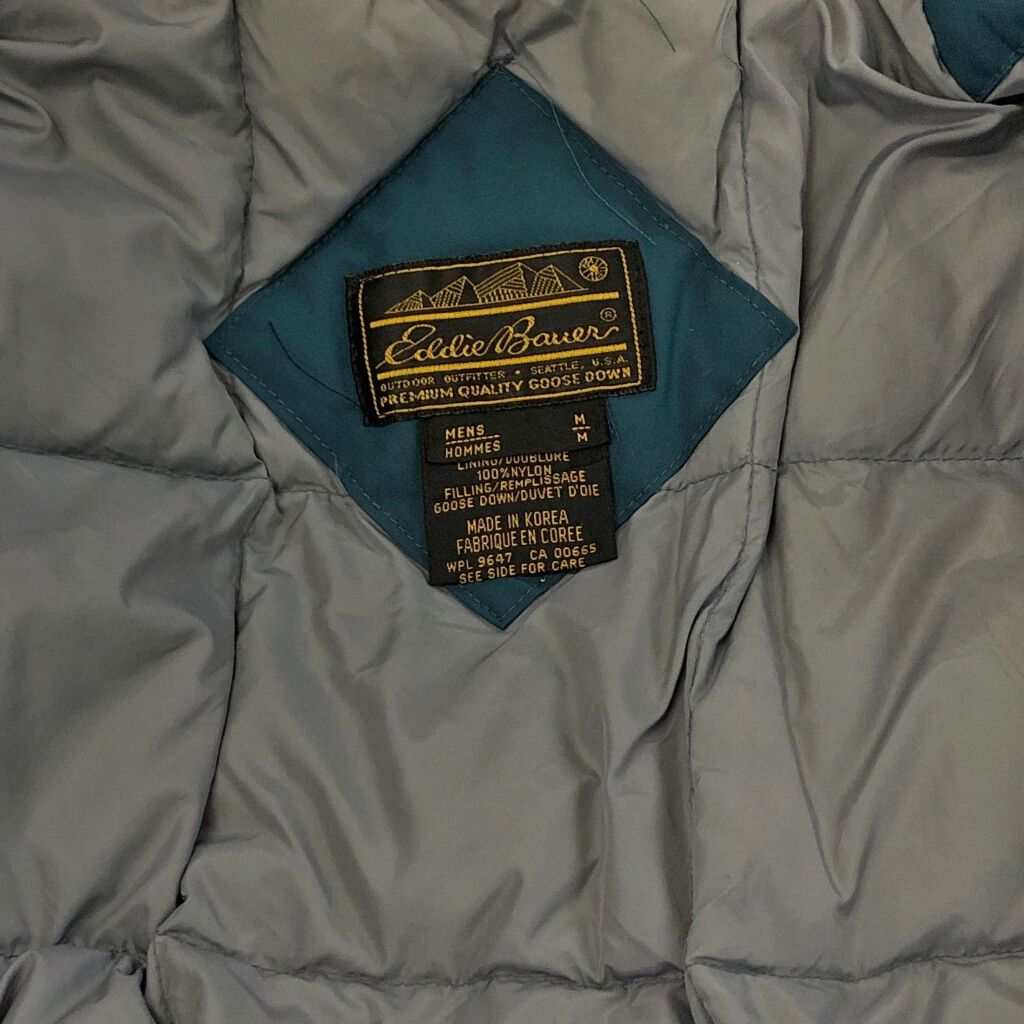 Eddie Bauer ®
OUTDOOR OUTFITTER • SEATTLE, U.S.A.
PREMIUM QUALITY GOOSE DOWN
MENS M
HOMMES M
LINING/DOUBLURE
100% NYLON
FILLING/REMPLISSAGE
GOOSE DOWN/DUVET D'OIE
MADE IN KOREA
FABRIQUE EN COREE
WPL 9647 CA 00665
SEE SIDE FOR CARE